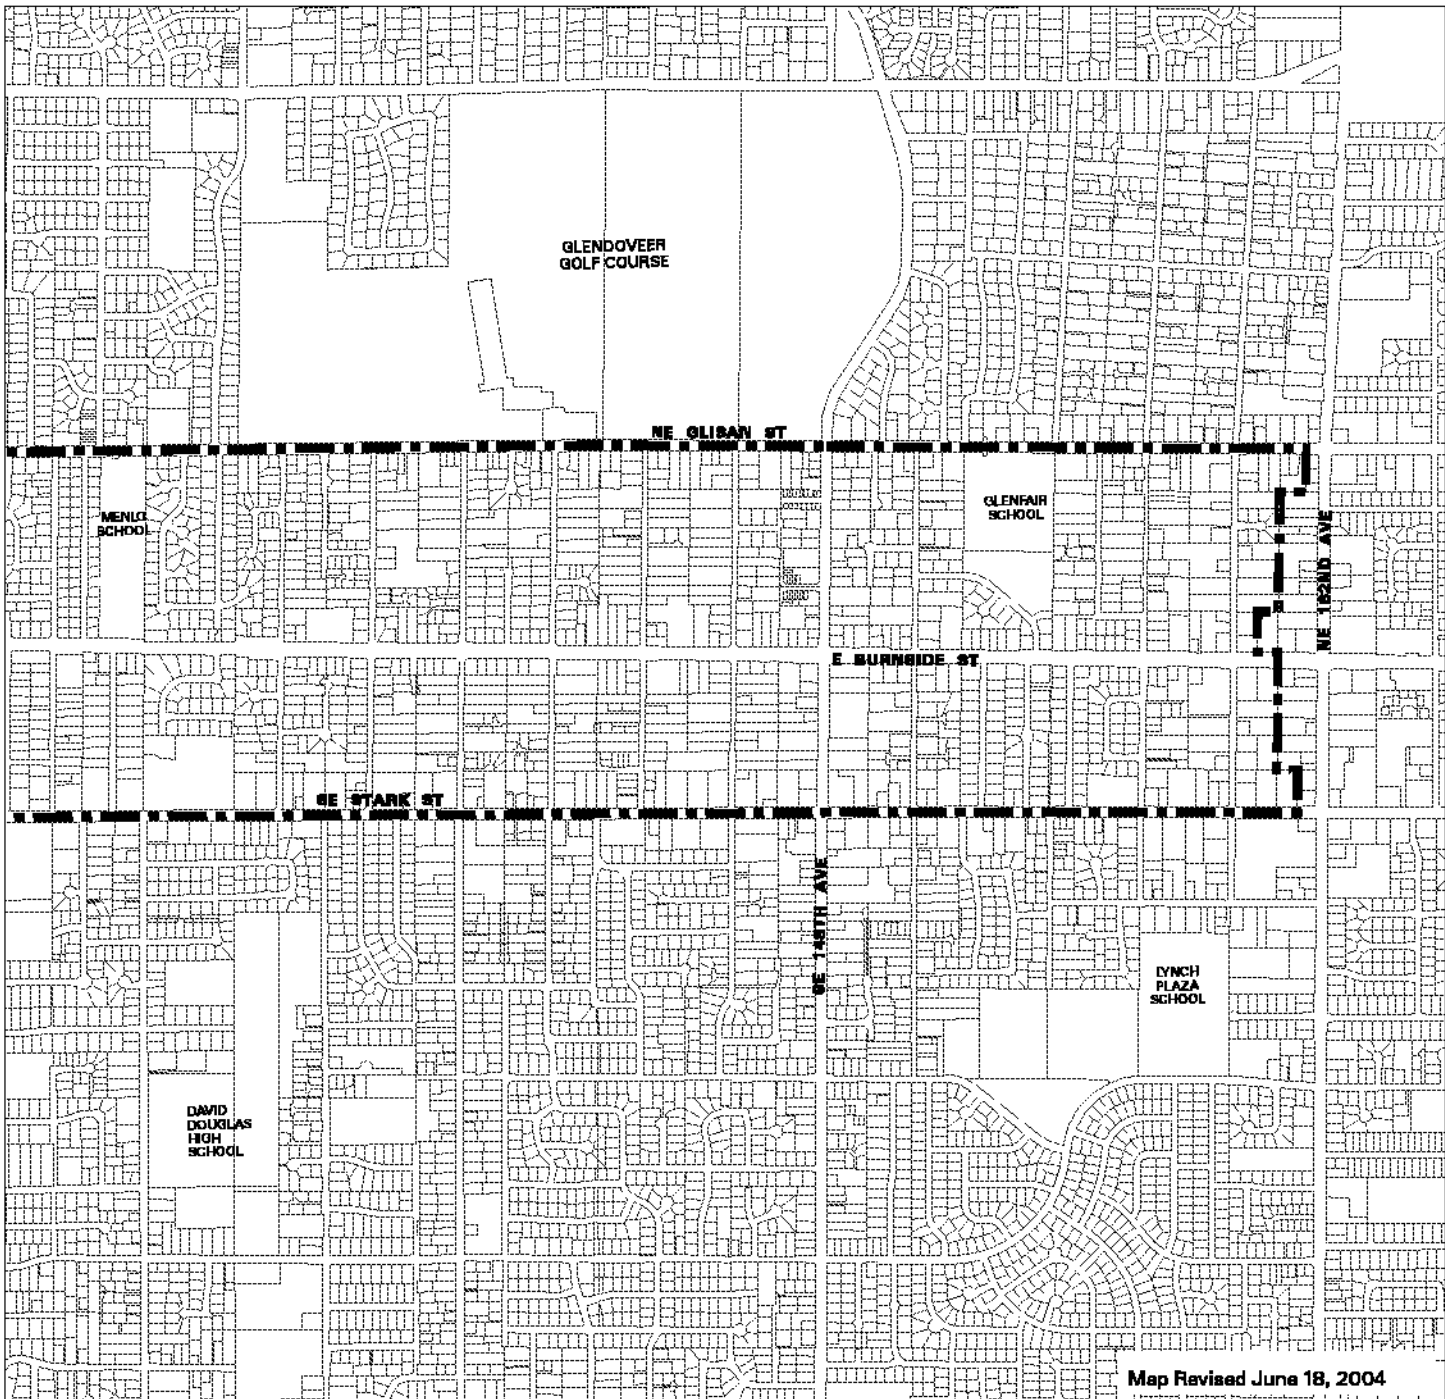 GLENDOVEER
GOLF COURSE
NE GLISAN ST
MENLO
SCHOOL
GLENFAIR
SCHOOL
NE 162ND AVE
E BURNSIDE ST
SE STARK ST
SE 148TH AVE
LYNCH
PLAZA
SCHOOL
DAVID
DOUGLAS
HIGH
SCHOOL
Map Revised June 18, 2004